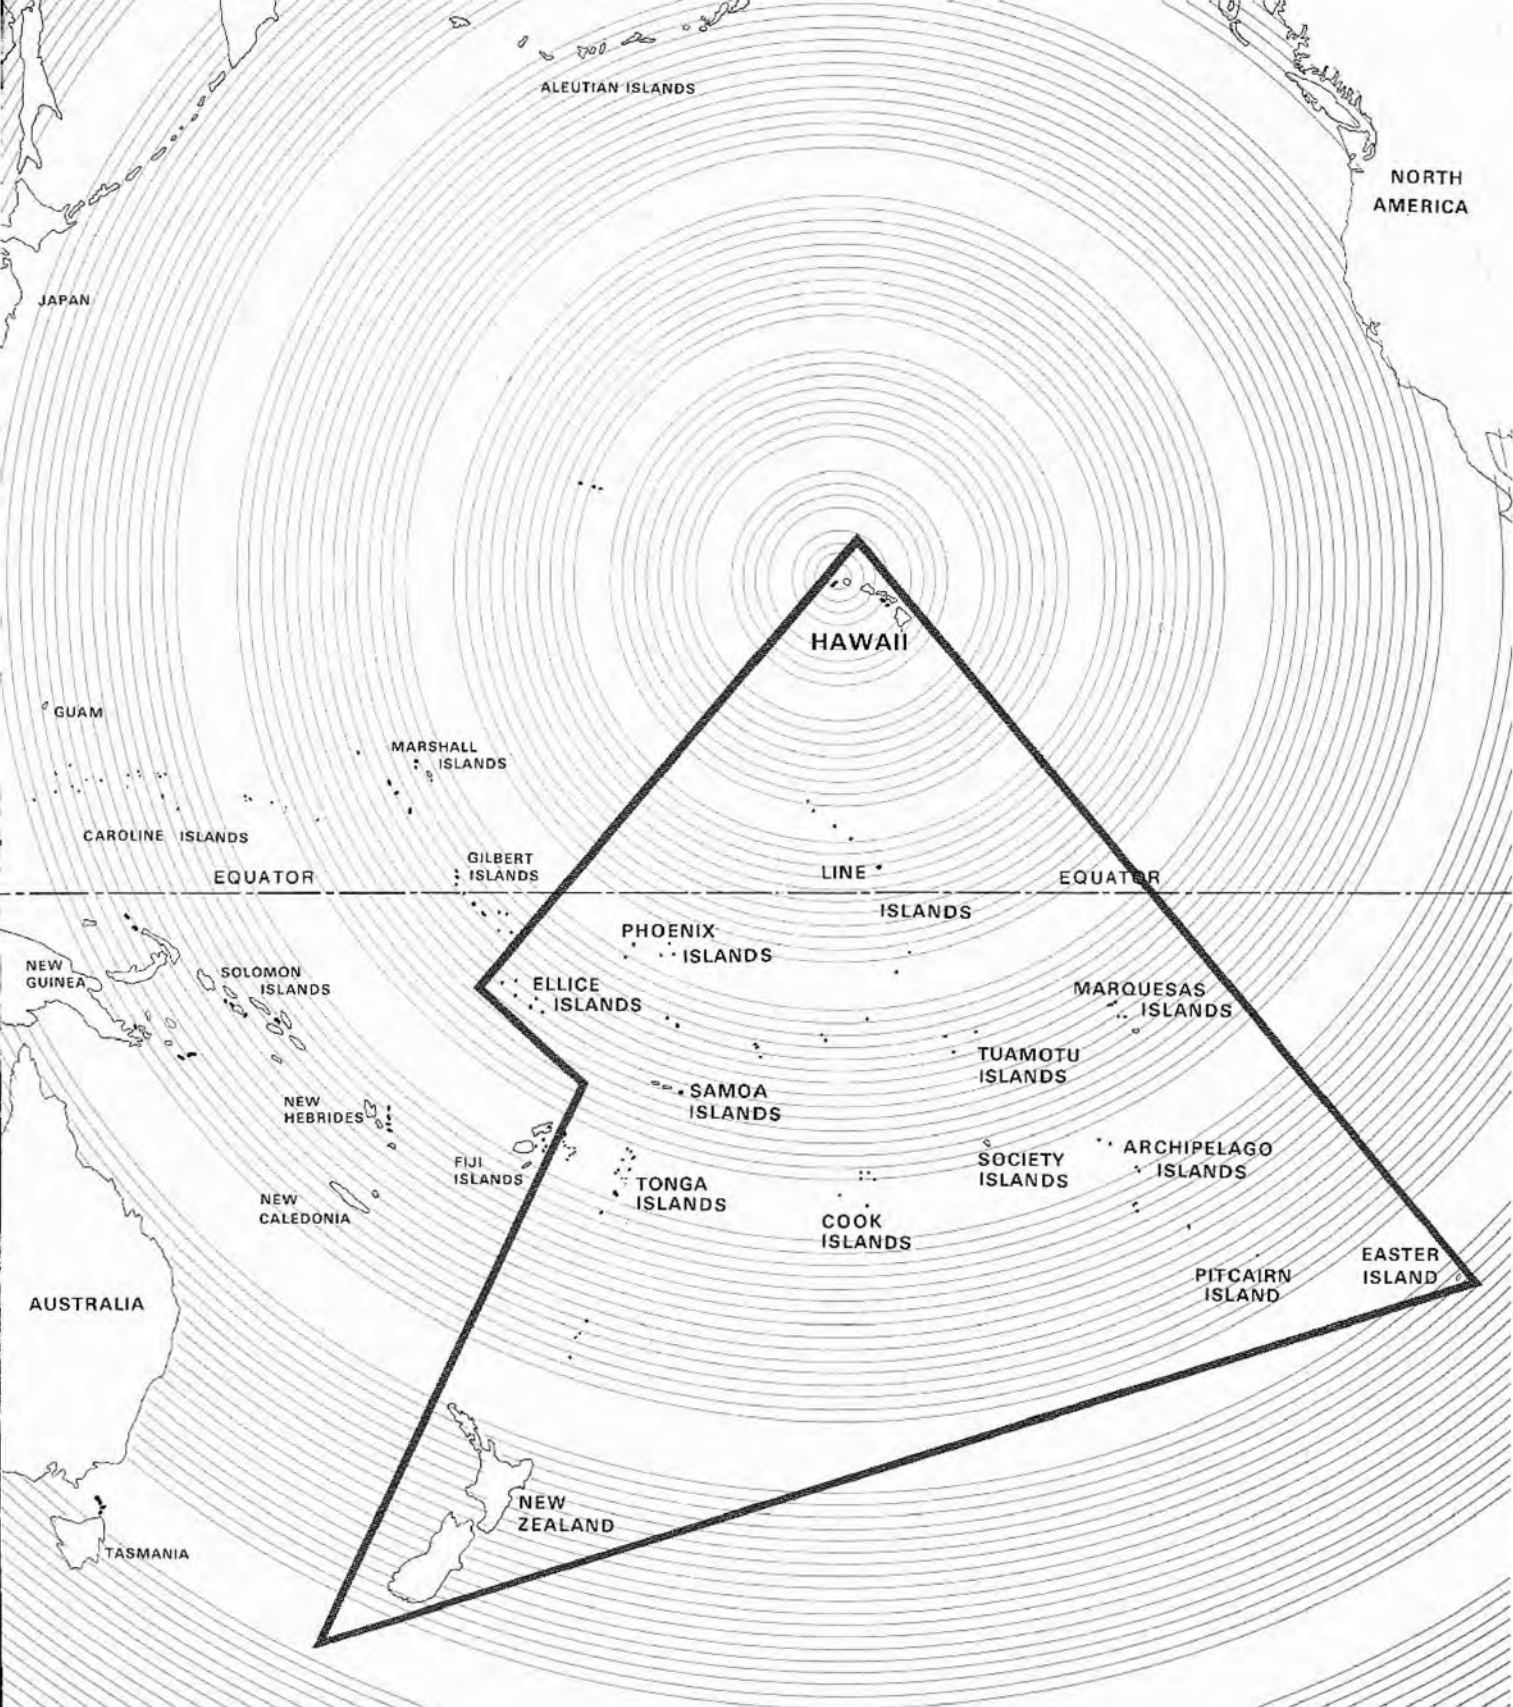 ALEUTIAN ISLANDS
NORTH
AMERICA
JAPAN
HAWAII
GUAM
MARSHALL
ISLANDS
CAROLINE ISLANDS
GILBERT
ISLANDS
EQUATOR
LINE
EQUATOR
ISLANDS
PHOENIX
ISLANDS
NEW
GUINEA
SOLOMON
ISLANDS
ELLICE
ISLANDS
MARQUESAS
ISLANDS
TUAMOTU
ISLANDS
SAMOA
ISLANDS
NEW
HEBRIDES
FIJI
ISLANDS
TONGA
ISLANDS
SOCIETY
ISLANDS
ARCHIPELAGO
ISLANDS
NEW
CALEDONIA
COOK
ISLANDS
EASTER
ISLAND
PITCAIRN
ISLAND
AUSTRALIA
NEW
ZEALAND
TASMANIA